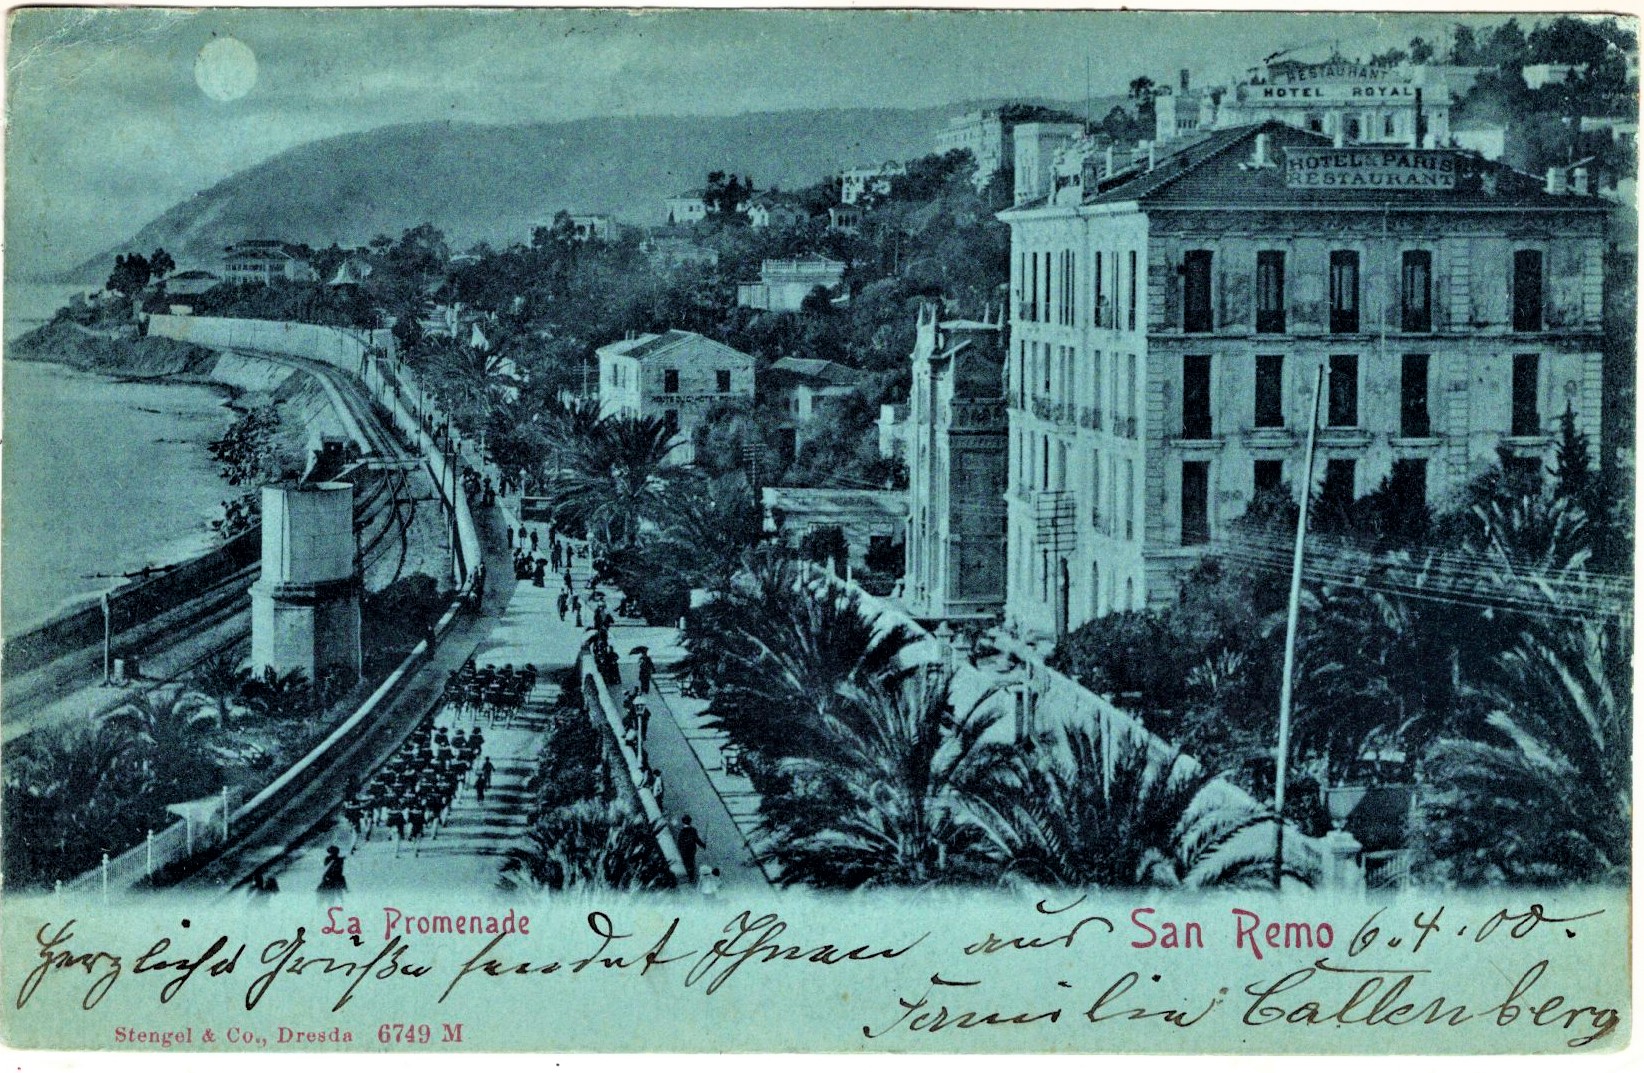 RESTAURANT
HOTEL ROYAL
HOTEL & PARIS
RESTAURANT
La Promenade
San Remo
Herzliche Grüße sendet Ihnen aus 6.4.00.
Familie Callenberg
Stengel & Co., Dresda 6749 M